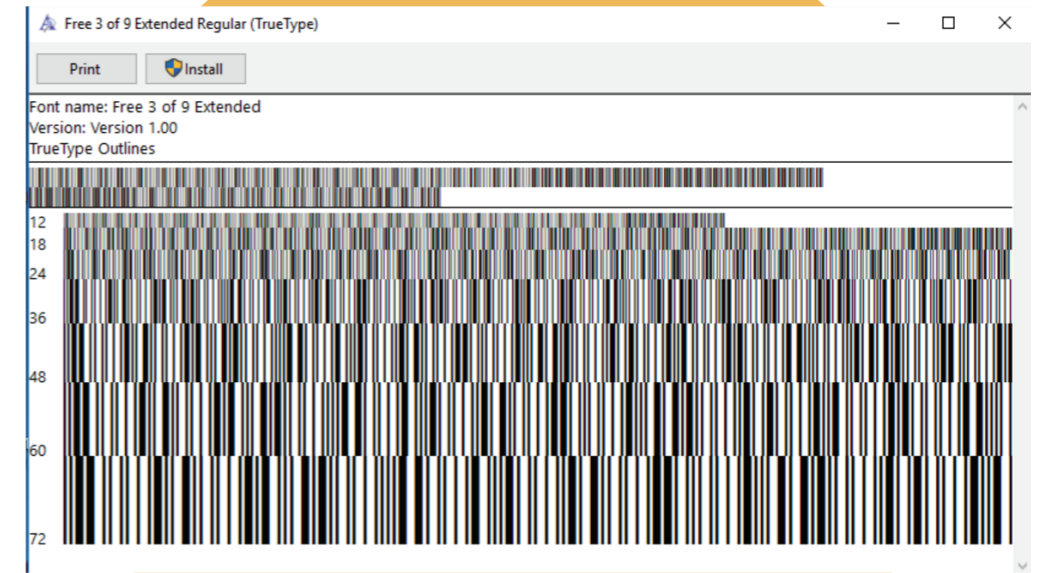 Free 3 of 9 Extended Regular (TrueType)
Print Install
Font name: Free 3 of 9 Extended
Version: Version 1.00
TrueType Outlines
12
18
24
36
48
60
72